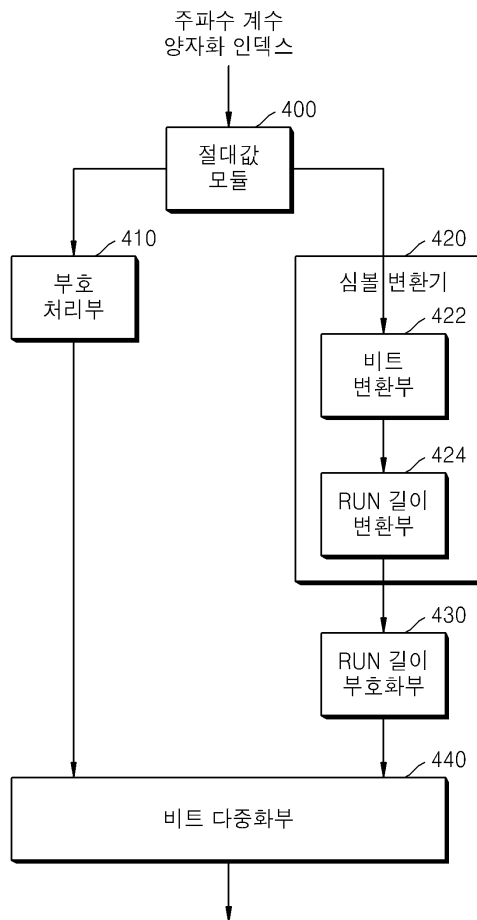 주파수 계수
양자화 인덱스
400
절대값
모듈
410
부호
처리부
420
심볼 변환기
422
비트
변환부
424
RUN 길이
변환부
430
RUN 길이
부호화부
440
비트 다중화부